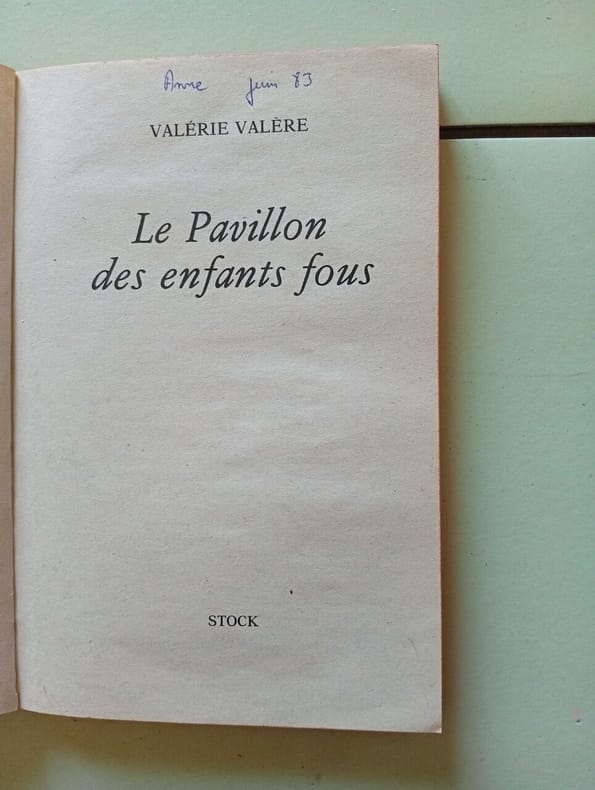 Anne juin 83
VALÉRIE VALÈRE
Le Pavillon
des enfants fous
STOCK